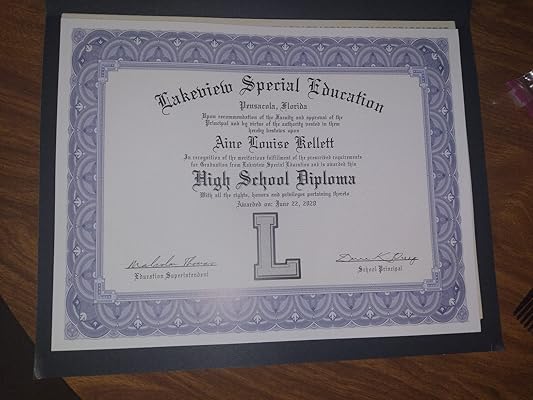 Lakeview Special Education
Pensacola, Florida
Upon recommendation of the Faculty and approval of the
Principal and by virtue of the authority vested in them
hereby bestows upon
Aine Louise Kellett
In recognition of the meritorious fulfilment of the prescribed requirements
for Graduation from Lakeview Special Education and is awarded this
High School Diploma
With all the rights, honors and privileges pertaining thereto.
Awarded on: June 22, 2020
L
Malcolm Thomas
Education Superintendent
School Principal